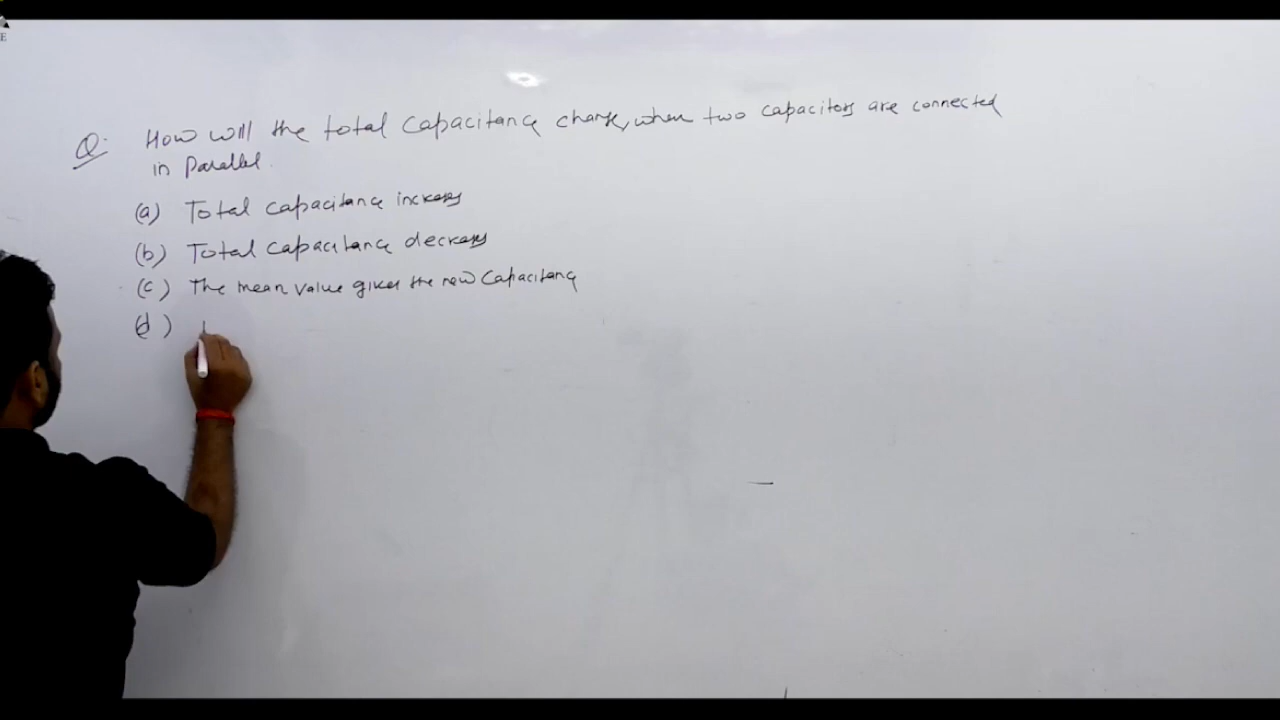 Q. How will the total capacitance change, when two capacitors are connected
in Parallel.
(a) Total capacitance increases
(b) Total capacitance decreases
(c) The mean value gives the new Capacitance
(d)
E